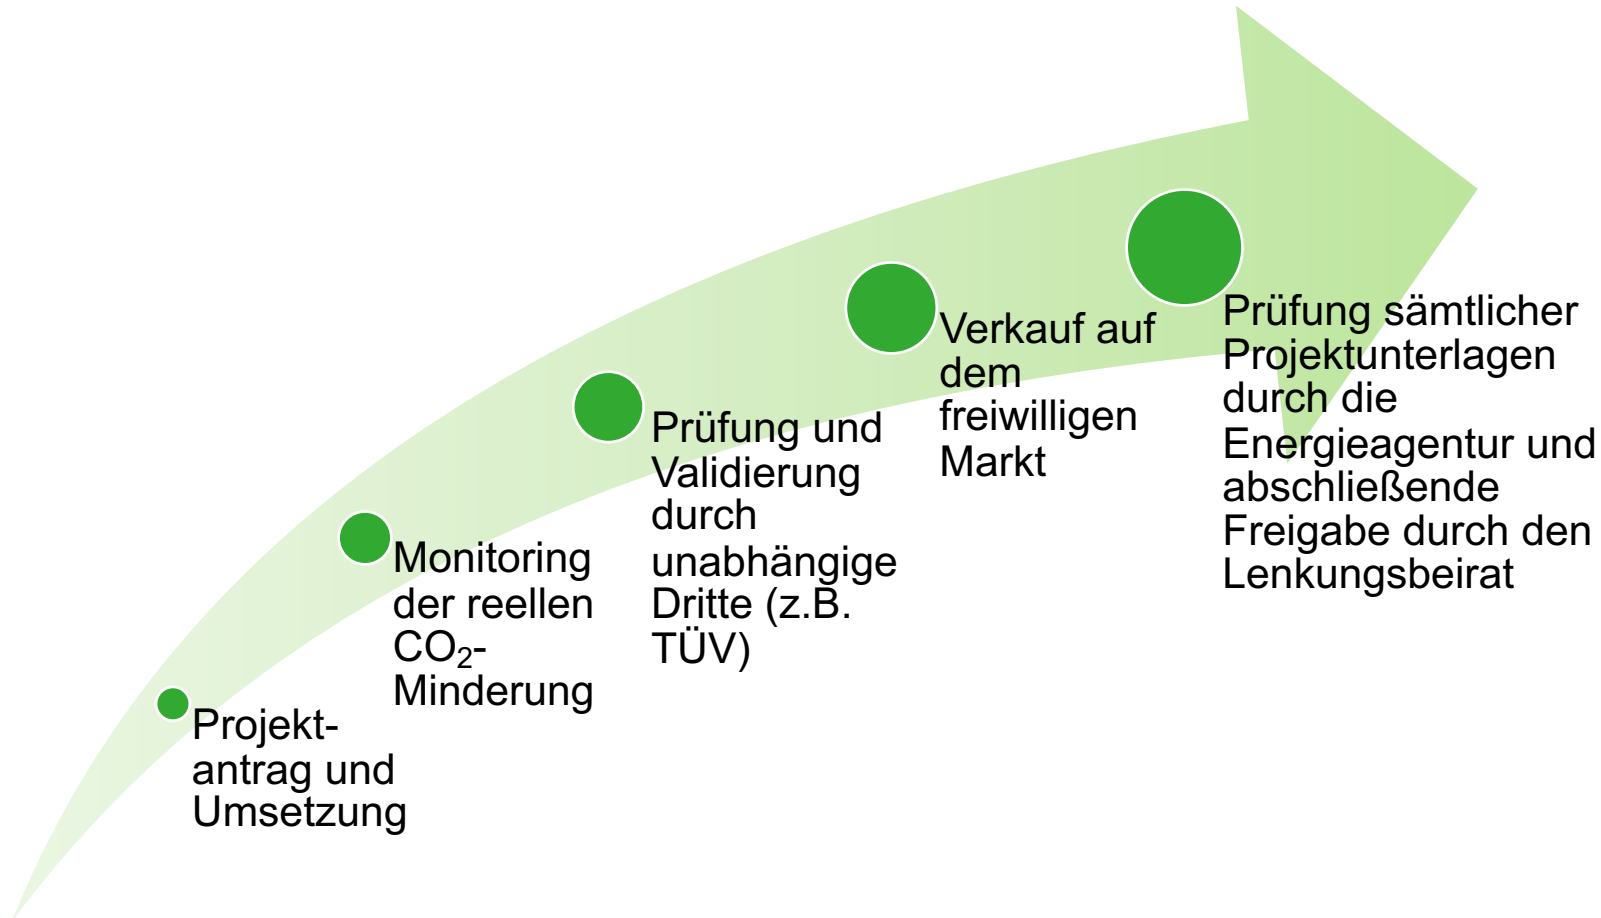 Projekt-
antrag und
Umsetzung
Monitoring
der reellen
CO₂-
Minderung
Prüfung und
Validierung
durch
unabhängige
Dritte (z.B.
TÜV)
Verkauf auf
dem
freiwilligen
Markt
Prüfung sämtlicher
Projektunterlagen
durch die
Energieagentur und
abschließende
Freigabe durch den
Lenkungsbeirat